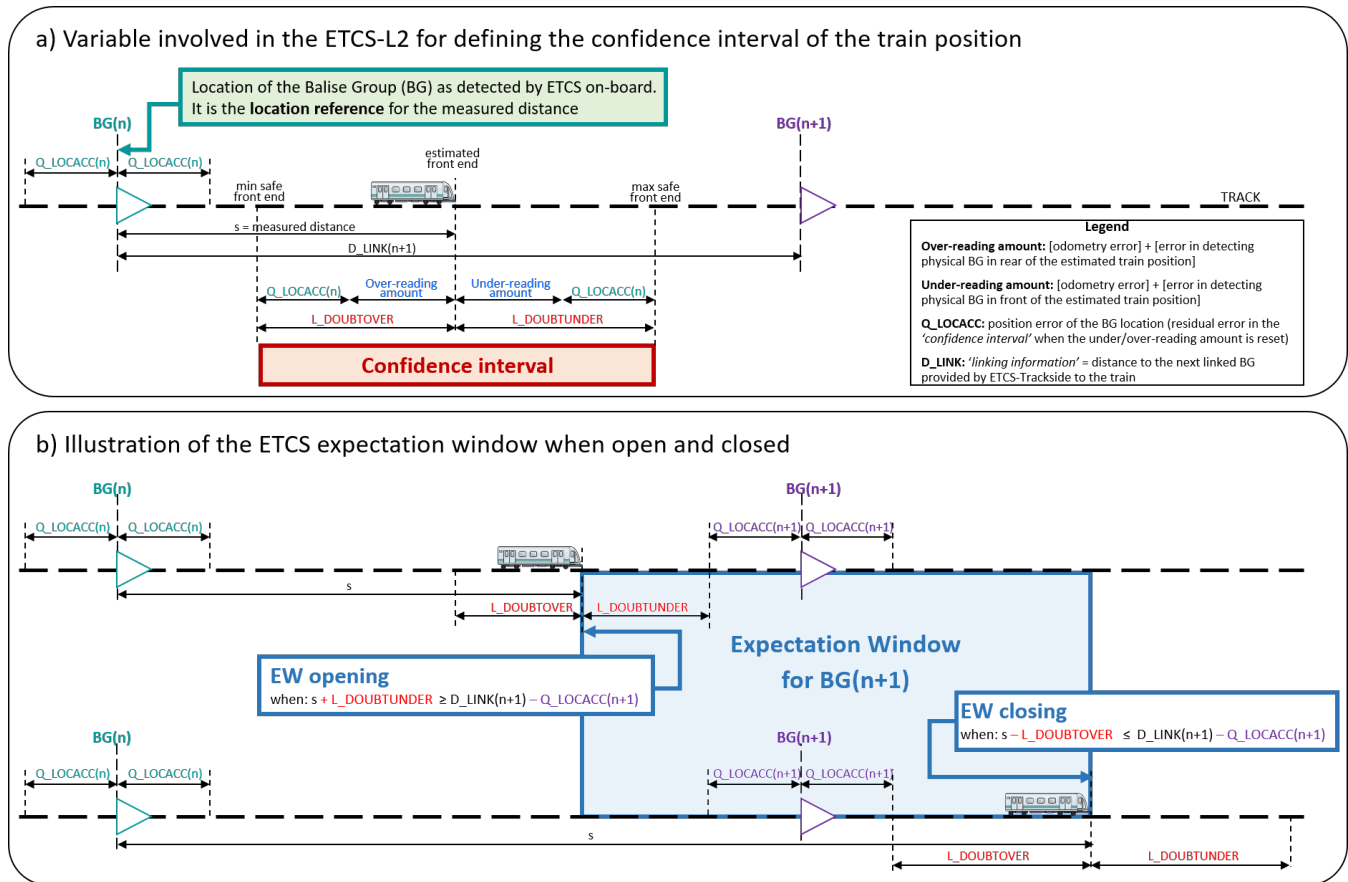 a) Variable involved in the ETCS-L2 for defining the confidence interval of the train position
Location of the Balise Group (BG) as detected by ETCS on-board.
It is the location reference for the measured distance
BG(n)
BG(n+1)
Q_LOCACC(n)
Q_LOCACC(n)
estimated
front end
min safe
front end
max safe
front end
TRACK
s = measured distance
D_LINK(n+1)
Q_LOCACC(n)
Over-reading
amount
Under-reading
amount
Q_LOCACC(n)
L_DOUBTOVER
L_DOUBTUNDER
Confidence interval
Legend
Over-reading amount: [odometry error] + [error in detecting
physical BG in rear of the estimated train position]
Under-reading amount: [odometry error] + [error in detecting
physical BG in front of the estimated train position]
Q_LOCACC: position error of the BG location (residual error in the
‘confidence interval’ when the under/over-reading amount is reset)
D_LINK: ‘linking information’ = distance to the next linked BG
provided by ETCS-Trackside to the train
b) Illustration of the ETCS expectation window when open and closed
BG(n)
BG(n+1)
Q_LOCACC(n)
Q_LOCACC(n)
Q_LOCACC(n+1)
Q_LOCACC(n+1)
s
L_DOUBTOVER
L_DOUBTUNDER
Expectation Window
for BG(n+1)
EW opening
when: s + L_DOUBTUNDER ≥ D_LINK(n+1) – Q_LOCACC(n+1)
EW closing
when: s – L_DOUBTOVER ≤ D_LINK(n+1) – Q_LOCACC(n+1)
BG(n)
BG(n+1)
Q_LOCACC(n)
Q_LOCACC(n)
Q_LOCACC(n+1)
Q_LOCACC(n+1)
s
L_DOUBTOVER
L_DOUBTUNDER